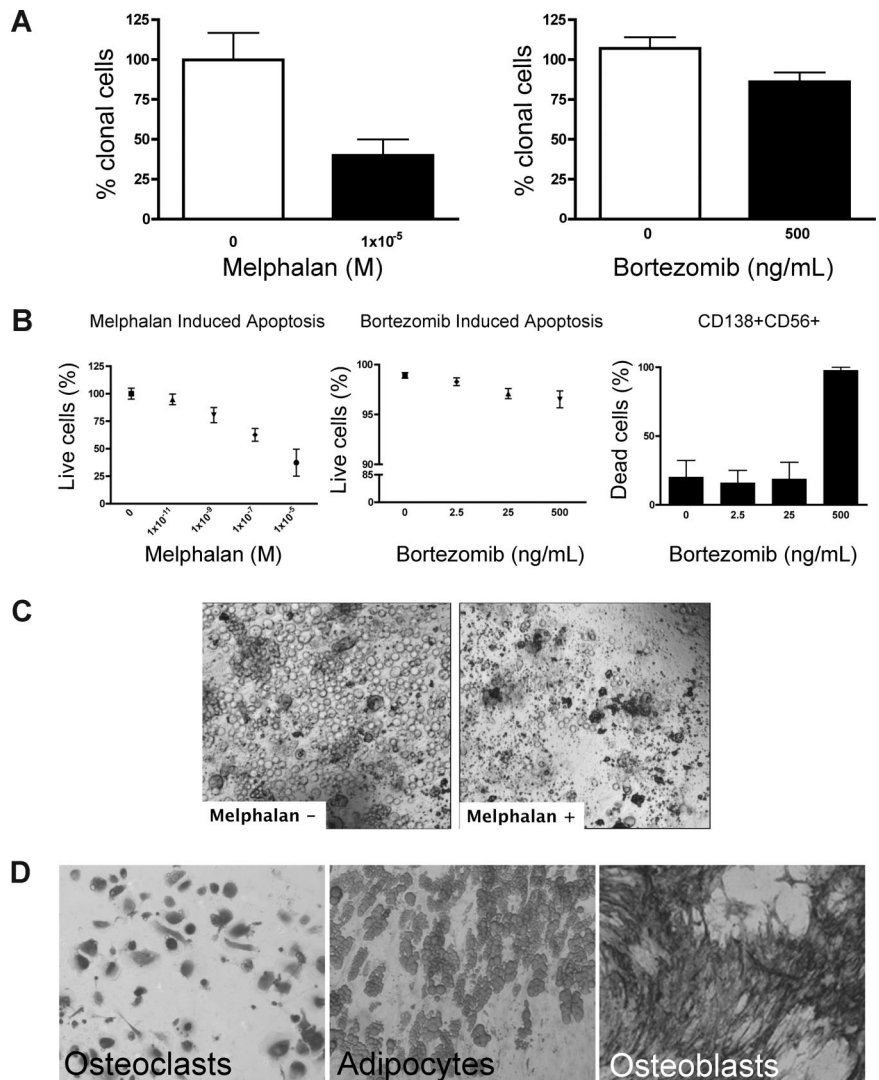 A
% clonal cells
125
100
75
50
25
0
0
1x10⁻⁵
Melphalan (M)
% clonal cells
125
100
75
50
25
0
0
500
Bortezomib (ng/mL)
B
Melphalan Induced Apoptosis
Live cells (%)
125
100
75
50
25
0
0
1x10⁻¹¹
1x10⁻⁹
1x10⁻⁷
1x10⁻⁵
Melphalan (M)
Bortezomib Induced Apoptosis
Live cells (%)
100
95
90
85
0
0
2.5
25
500
Bortezomib (ng/mL)
CD138+CD56+
Dead cells (%)
100
50
0
0
2.5
25
500
Bortezomib (ng/mL)
C
Melphalan -
Melphalan +
D
Osteoclasts
Adipocytes
Osteoblasts